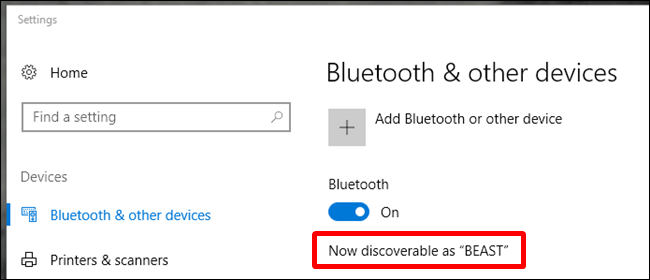 Settings
Home
Find a setting
Devices
Bluetooth & other devices
Printers & scanners
Bluetooth & other devices
Add Bluetooth or other device
Bluetooth
On
Now discoverable as “BEAST”